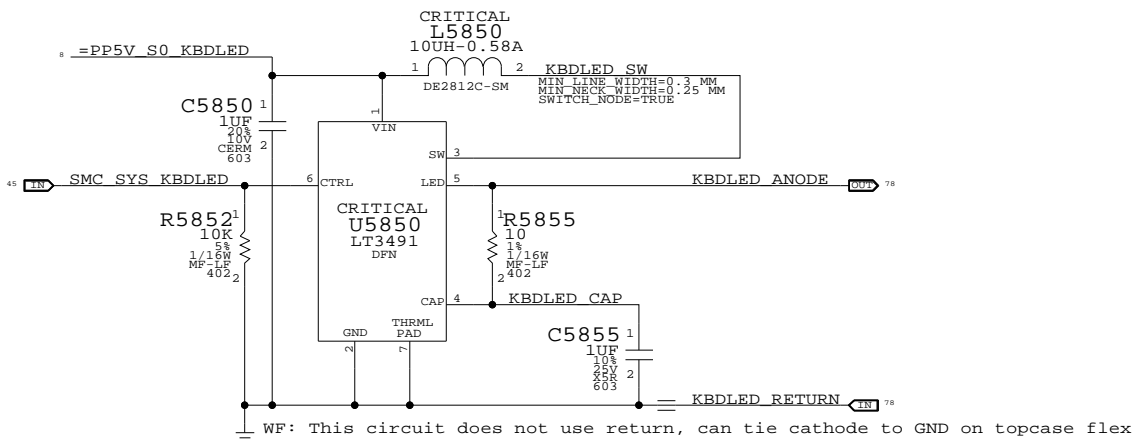 CRITICAL
L5850
10UH-0.58A
8 =PP5V_S0_KBDLED
1 2 KBDLED_SW
DE2812C-SM
MIN_LINE_WIDTH=0.3 MM
MIN_NECK_WIDTH=0.25 MM
SWITCH_NODE=TRUE
C5850 1
1UF
20%
10V
CERM 2
603
1
VIN
SW 3
45 IN SMC_SYS_KBDLED 6 CTRL
LED 5 KBDLED_ANODE OUT 78
CRITICAL
U5850
LT3491
DFN
R5852 1
10K
5%
1/16W
MF-LF
402 2
1 R5855
10
1%
1/16W
MF-LF
2 402
CAP 4 KBDLED_CAP
GND THRML
PAD
2 7
C5855 1
1UF
10%
25V
X5R 2
603
KBDLED_RETURN IN 78
WF: This circuit does not use return, can tie cathode to GND on topcase flex